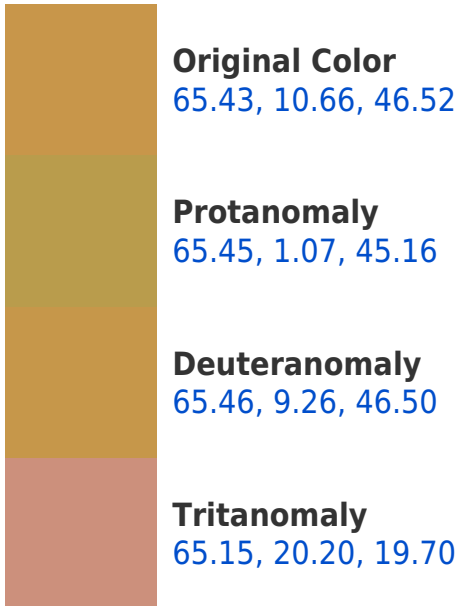 Original Color
65.43, 10.66, 46.52
Protanomaly
65.45, 1.07, 45.16
Deuteranomaly
65.46, 9.26, 46.50
Tritanomaly
65.15, 20.20, 19.70